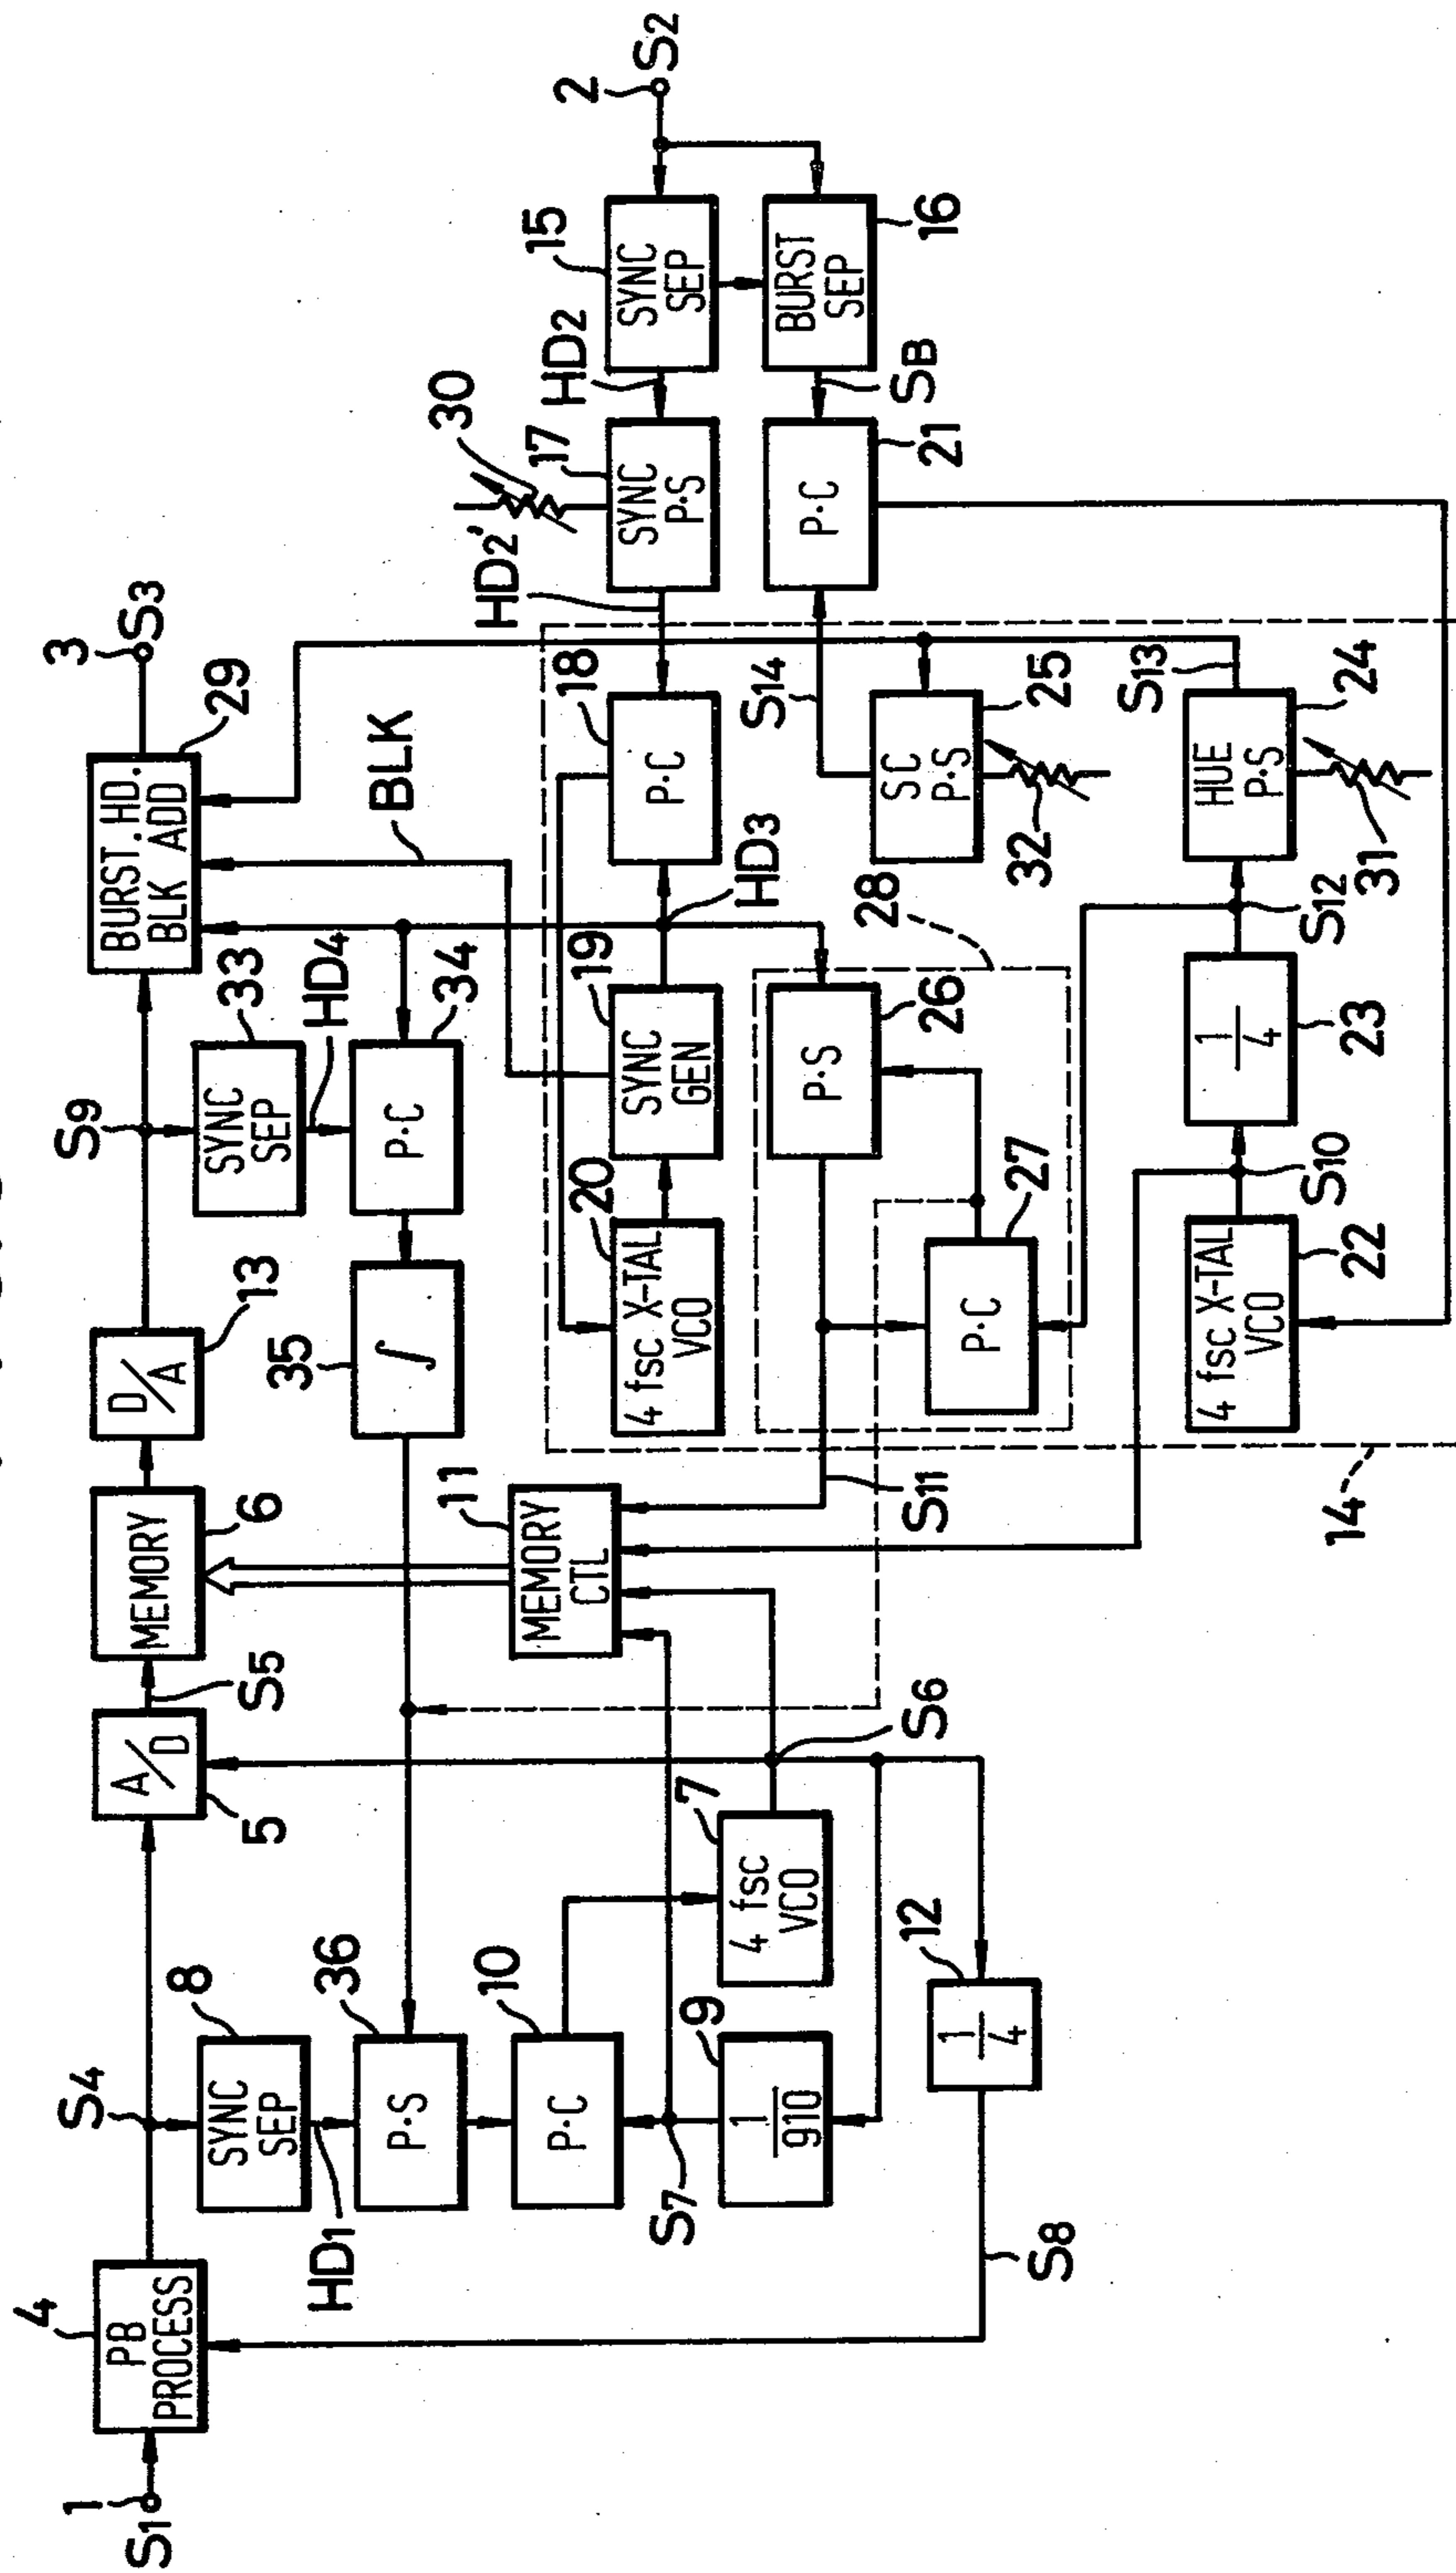 1
S1
4
PB
PROCESS
S4
8
SYNC
SEP
HD1
36
P·S
10
P·C
S7
9
1
910
7
4 fsc
VCO
S6
12
1
4
S8
5
A/D
S5
6
MEMORY
11
MEMORY
CTL
13
D/A
S9
33
SYNC
SEP
HD4
34
P·C
35
∫
29
BURST.HD.
BLK ADD
3
S3
BLK
14
20
4 fsc X-TAL
VCO
19
SYNC
GEN
HD3
18
P·C
HD2'
17
SYNC
P·S
30
HD2
15
SYNC
SEP
2
S2
16
BURST
SEP
SB
21
P·C
S14
25
SC
P·S
32
28
26
P·S
27
P·C
S11
22
4 fsc X-TAL
VCO
S10
23
1
4
S12
24
HUE
P·S
31
S13